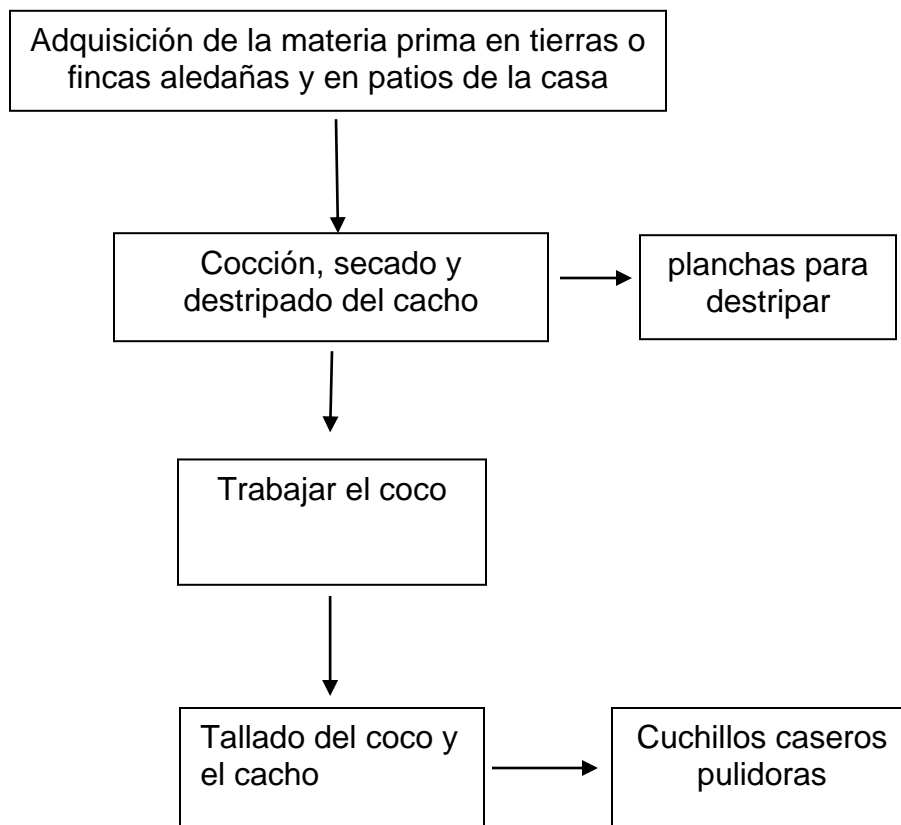 Adquisición de la materia prima en tierras o
fincas aledañas y en patios de la casa
Cocción, secado y
destripado del cacho
planchas para
destripar
Trabajar el coco
Tallado del coco y
el cacho
Cuchillos caseros
pulidoras